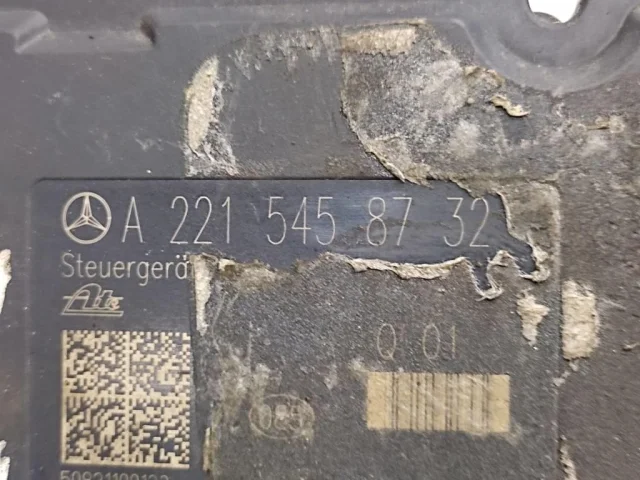 A 221 545 87 32
Steuergerä
Ate
Q 01